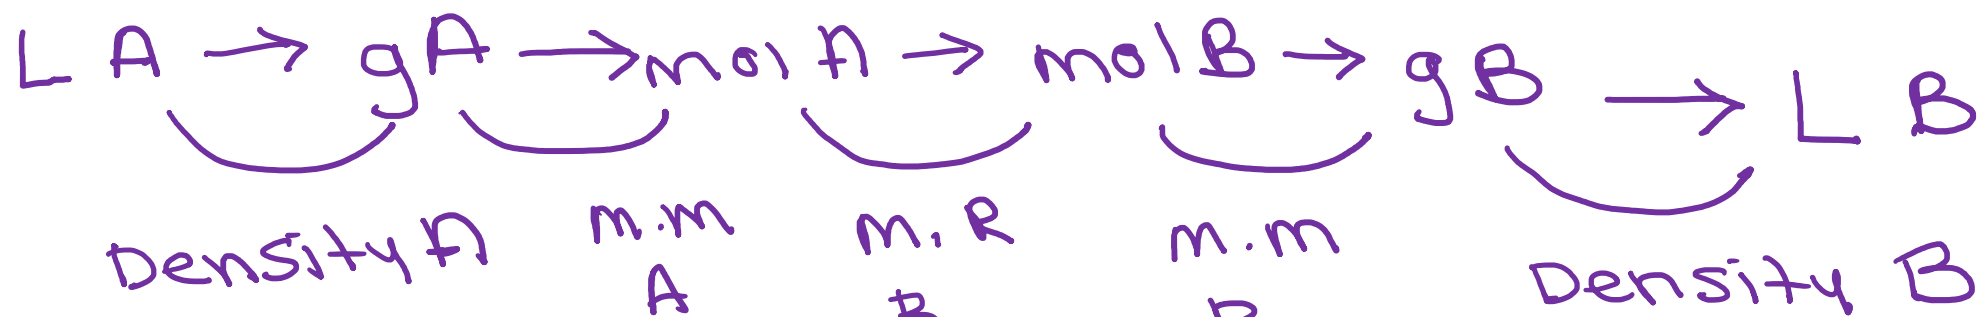 L A → gA → mol A → mol B → gB → L B
Density A m.m M.R m.m Density B
A B